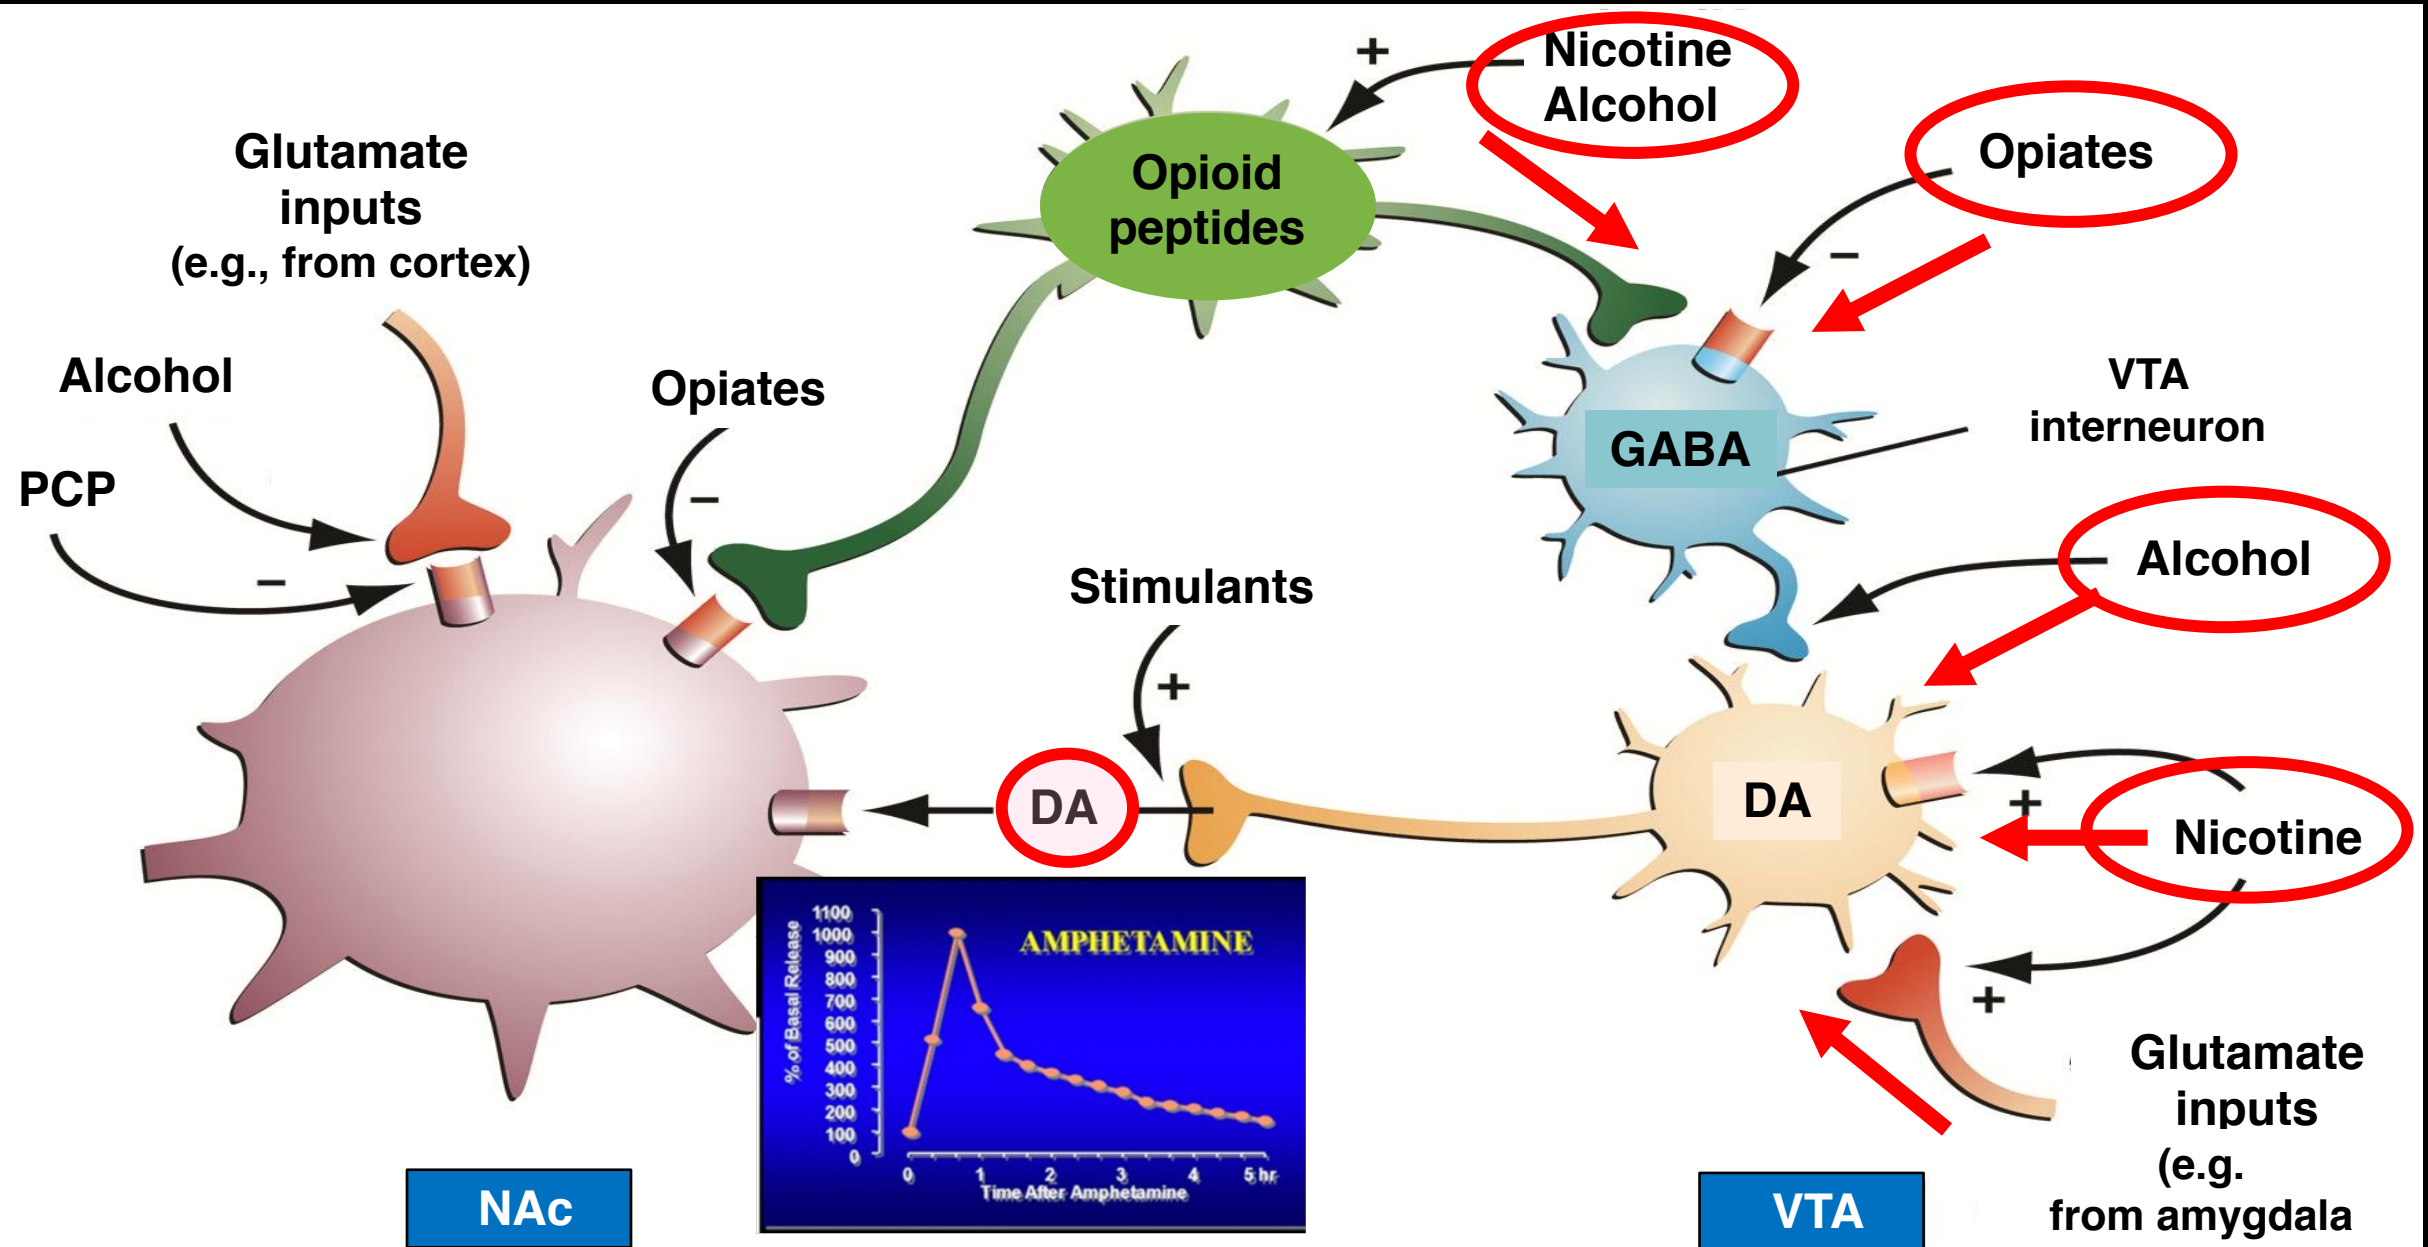 Nicotine
Alcohol
+
Opiates
−
Opioid
peptides
Glutamate
inputs
(e.g., from cortex)
Alcohol
PCP
−
Opiates
−
VTA
interneuron
GABA
Stimulants
+
Alcohol
DA
DA
+
Nicotine
+
Glutamate
inputs
(e.g.
from amygdala
AMPHETAMINE
% of Basal Release
1100
1000
900
800
700
600
500
400
300
200
100
0
0 1 2 3 4 5 hr
Time After Amphetamine
NAc
VTA